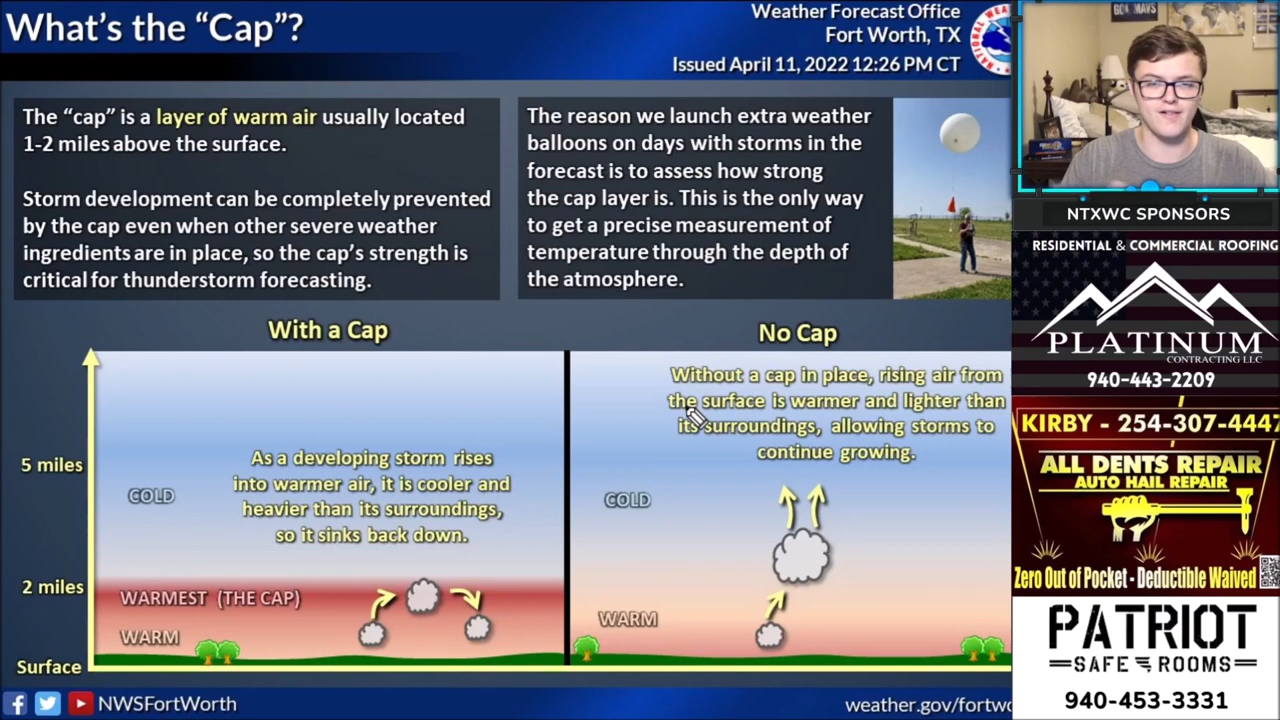 What's the “Cap”?
Weather Forecast Office
Fort Worth, TX
Issued April 11, 2022 12:26 PM CT
The “cap” is a layer of warm air usually located
1-2 miles above the surface.
Storm development can be completely prevented
by the cap even when other severe weather
ingredients are in place, so the cap's strength is
critical for thunderstorm forecasting.
The reason we launch extra weather
balloons on days with storms in the
forecast is to assess how strong
the cap layer is. This is the only way
to get a precise measurement of
temperature through the depth of
the atmosphere.
With a Cap
5 miles
2 miles
Surface
COLD
As a developing storm rises
into warmer air, it is cooler and
heavier than its surroundings,
so it sinks back down.
WARMEST (THE CAP)
WARM
No Cap
Without a cap in place, rising air from
the surface is warmer and lighter than
its surroundings, allowing storms to
continue growing.
COLD
WARM
NWSFortWorth
weather.gov/fortwo
NTXWC SPONSORS
RESIDENTIAL & COMMERCIAL ROOFING
PLATINUM
CONTRACTING LLC
940-443-2209
KIRBY - 254-307-4447
ALL DENTS REPAIR
AUTO HAIL REPAIR
Zero Out of Pocket - Deductible Waived
PATRIOT
SAFE ROOMS
940-453-3331